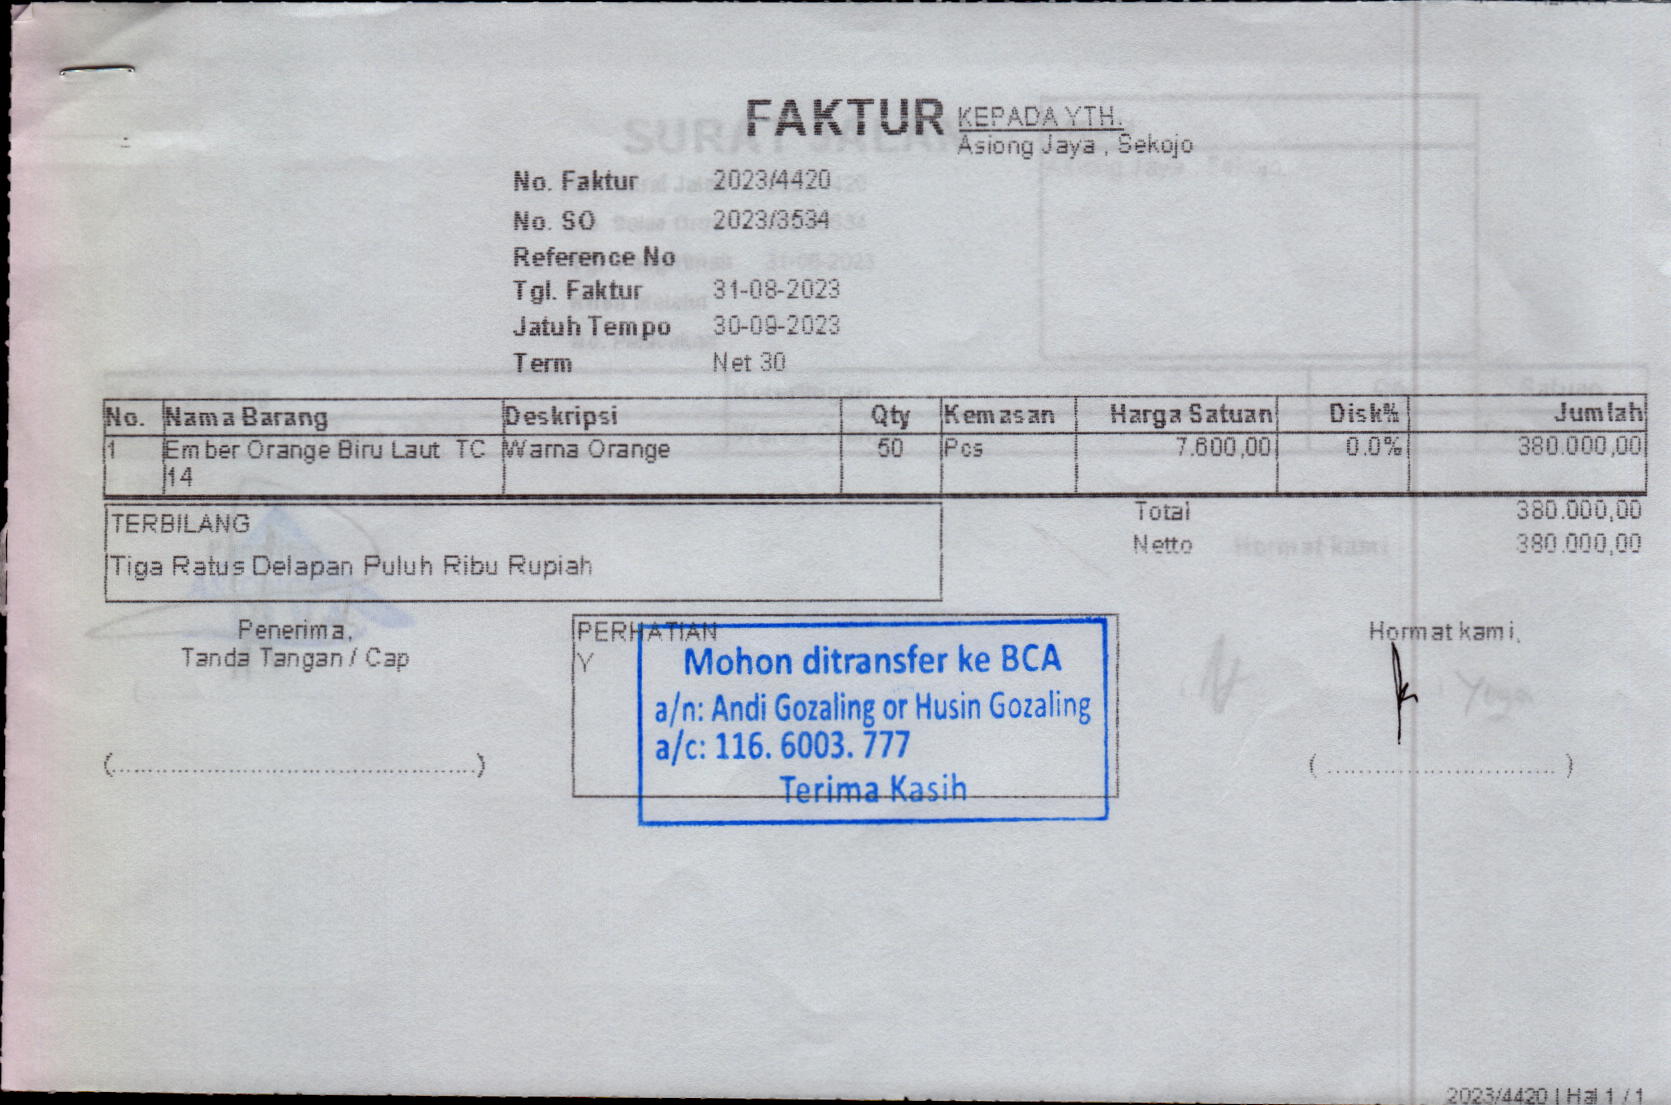 FAKTUR
KEPADA YTH.
Asiong Jaya , Sekojo
No. Faktur 2023/4420
No. SO 2023/3534
Reference No
Tgl. Faktur 31-08-2023
Jatuh Tempo 30-09-2023
Term Net 30
No. Nama Barang Deskripsi Qty Kemasan Harga Satuan Disk% Jumlah
1 Ember Orange Biru Laut TC Warna Orange 50 Pcs 7.600,00 0.0% 380.000,00
14
TERBILANG
Tiga Ratus Delapan Puluh Ribu Rupiah
Total 380.000,00
Netto 380.000,00
Penerima,
Tanda Tangan / Cap
(............................................)
PERHATIAN
Y
Mohon ditransfer ke BCA
a/n: Andi Gozaling or Husin Gozaling
a/c: 116. 6003. 777
Terima Kasih
Hormat kami,
(............................)
2023/4420 | Hal 1 / 1